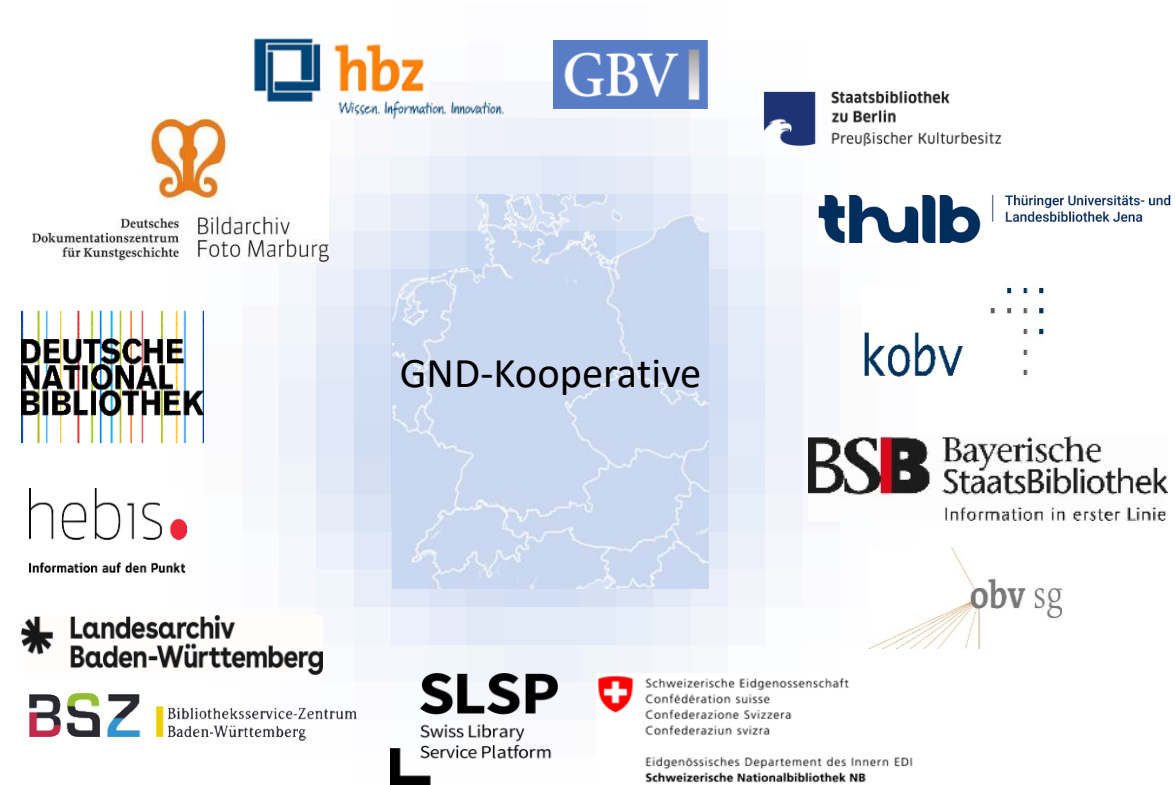 hbz
Wissen. Information. Innovation.
GBV
Staatsbibliothek
zu Berlin
Preußischer Kulturbesitz
Deutsches
Dokumentationszentrum
für Kunstgeschichte
Bildarchiv
Foto Marburg
thulb
Thüringer Universitäts- und
Landesbibliothek Jena
DEUTSCHE
NATIONAL
BIBLIOTHEK
GND-Kooperative
kobv
BSB
Bayerische
StaatsBibliothek
Information in erster Linie
hebis.
Information auf den Punkt
obv sg
Landesarchiv
Baden-Württemberg
BSZ
Bibliotheksservice-Zentrum
Baden-Württemberg
SLSP
Swiss Library
Service Platform
Schweizerische Eidgenossenschaft
Confédération suisse
Confederazione Svizzera
Confederaziun svizra
Eidgenössisches Departement des Innern EDI
Schweizerische Nationalbibliothek NB